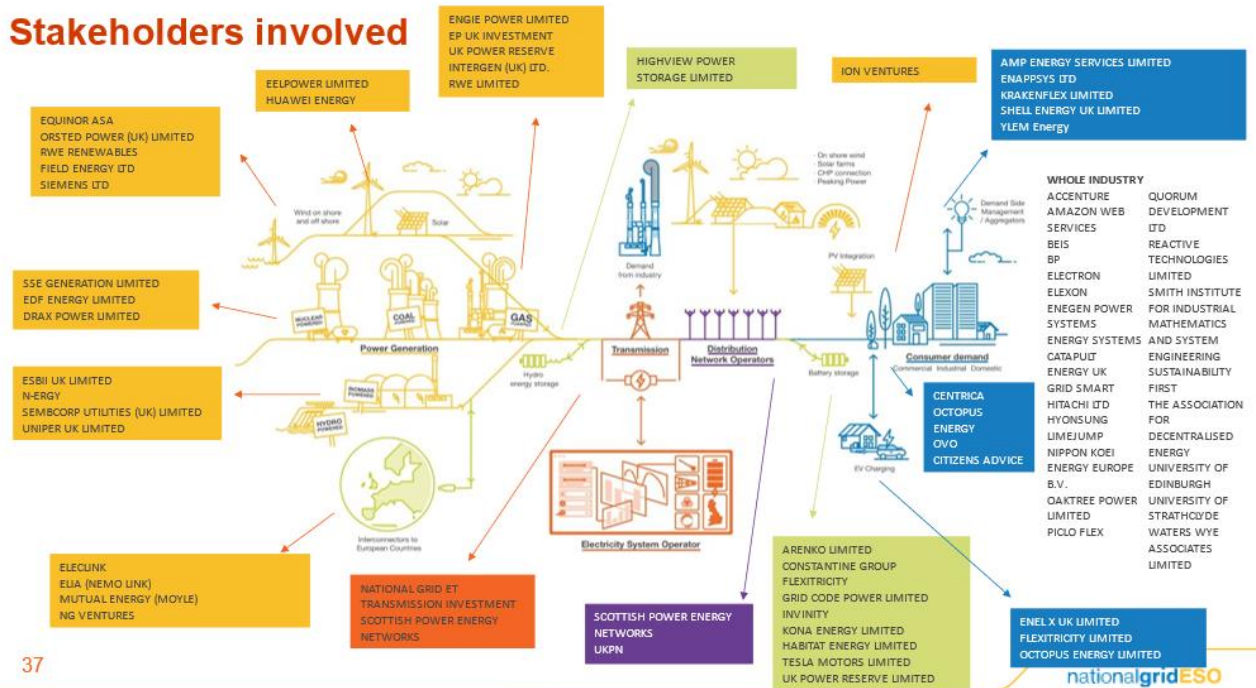 Stakeholders involved
ENGIE POWER LIMITED
EP UK INVESTMENT
UK POWER RESERVE
INTERGEN (UK) LTD.
RWE LIMITED
HIGHVIEW POWER
STORAGE LIMITED
ION VENTURES
AMP ENERGY SERVICES LIMITED
ENAPPSYS LTD
KRAKENFLEX LIMITED
SHELL ENERGY UK LIMITED
YLEM Energy
EELPOWER LIMITED
HUAWEI ENERGY
EQUINOR ASA
ORSTED POWER (UK) LIMITED
RWE RENEWABLES
FIELD ENERGY LTD
SIEMENS LTD
Wind on shore
and off shore
Solar
Demand
from industry
- On shore wind
- Solar farms
- CHP connection
- Peaking Power
PV Integration
Demand Side
Management
/ Aggregators
SSE GENERATION LIMITED
EDF ENERGY LIMITED
DRAX POWER LIMITED
NUCLEAR
POWERED
COAL
POWERED
GAS
POWERED
Power Generation
Hydro
energy storage
Transmission
Distribution
Network Operators
Battery storage
Consumer demand
Commercial Industrial Domestic
ESBII UK LIMITED
N-ERGY
SEMBCORP UTILITIES (UK) LIMITED
UNIPER UK LIMITED
BIOMASS
POWERED
HYDRO
POWERED
CENTRICA
OCTOPUS
ENERGY
OVO
CITIZENS ADVICE
EV Charging
Interconnectors to
European Countries
Electricity System Operator
WHOLE INDUSTRY
ACCENTURE
AMAZON WEB
SERVICES
BEIS
BP
ELECTRON
ELEXON
ENEGEN POWER
SYSTEMS
ENERGY SYSTEMS
CATAPULT
ENERGY UK
GRID SMART
HITACHI LTD
HYONSUNG
LIMEJUMP
NIPPON KOEI
ENERGY EUROPE
B.V.
OAKTREE POWER
LIMITED
PICLO FLEX
QUORUM
DEVELOPMENT
LTD
REACTIVE
TECHNOLOGIES
LIMITED
SMITH INSTITUTE
FOR INDUSTRIAL
MATHEMATICS
AND SYSTEM
ENGINEERING
SUSTAINABILITY
FIRST
THE ASSOCIATION
FOR
DECENTRALISED
ENERGY
UNIVERSITY OF
EDINBURGH
UNIVERSITY OF
STRATHCLYDE
WATERS WYE
ASSOCIATES
LIMITED
ELECLINK
ELIA (NEMO LINK)
MUTUAL ENERGY (MOYLE)
NG VENTURES
NATIONAL GRID ET
TRANSMISSION INVESTMENT
SCOTTISH POWER ENERGY
NETWORKS
SCOTTISH POWER ENERGY
NETWORKS
UKPN
ARENKO LIMITED
CONSTANTINE GROUP
FLEXITRICITY
GRID CODE POWER LIMITED
INVINITY
KONA ENERGY LIMITED
HABITAT ENERGY LIMITED
TESLA MOTORS LIMITED
UK POWER RESERVE LIMITED
ENEL X UK LIMITED
FLEXITRICITY LIMITED
OCTOPUS ENERGY LIMITED
37
nationalgridESO